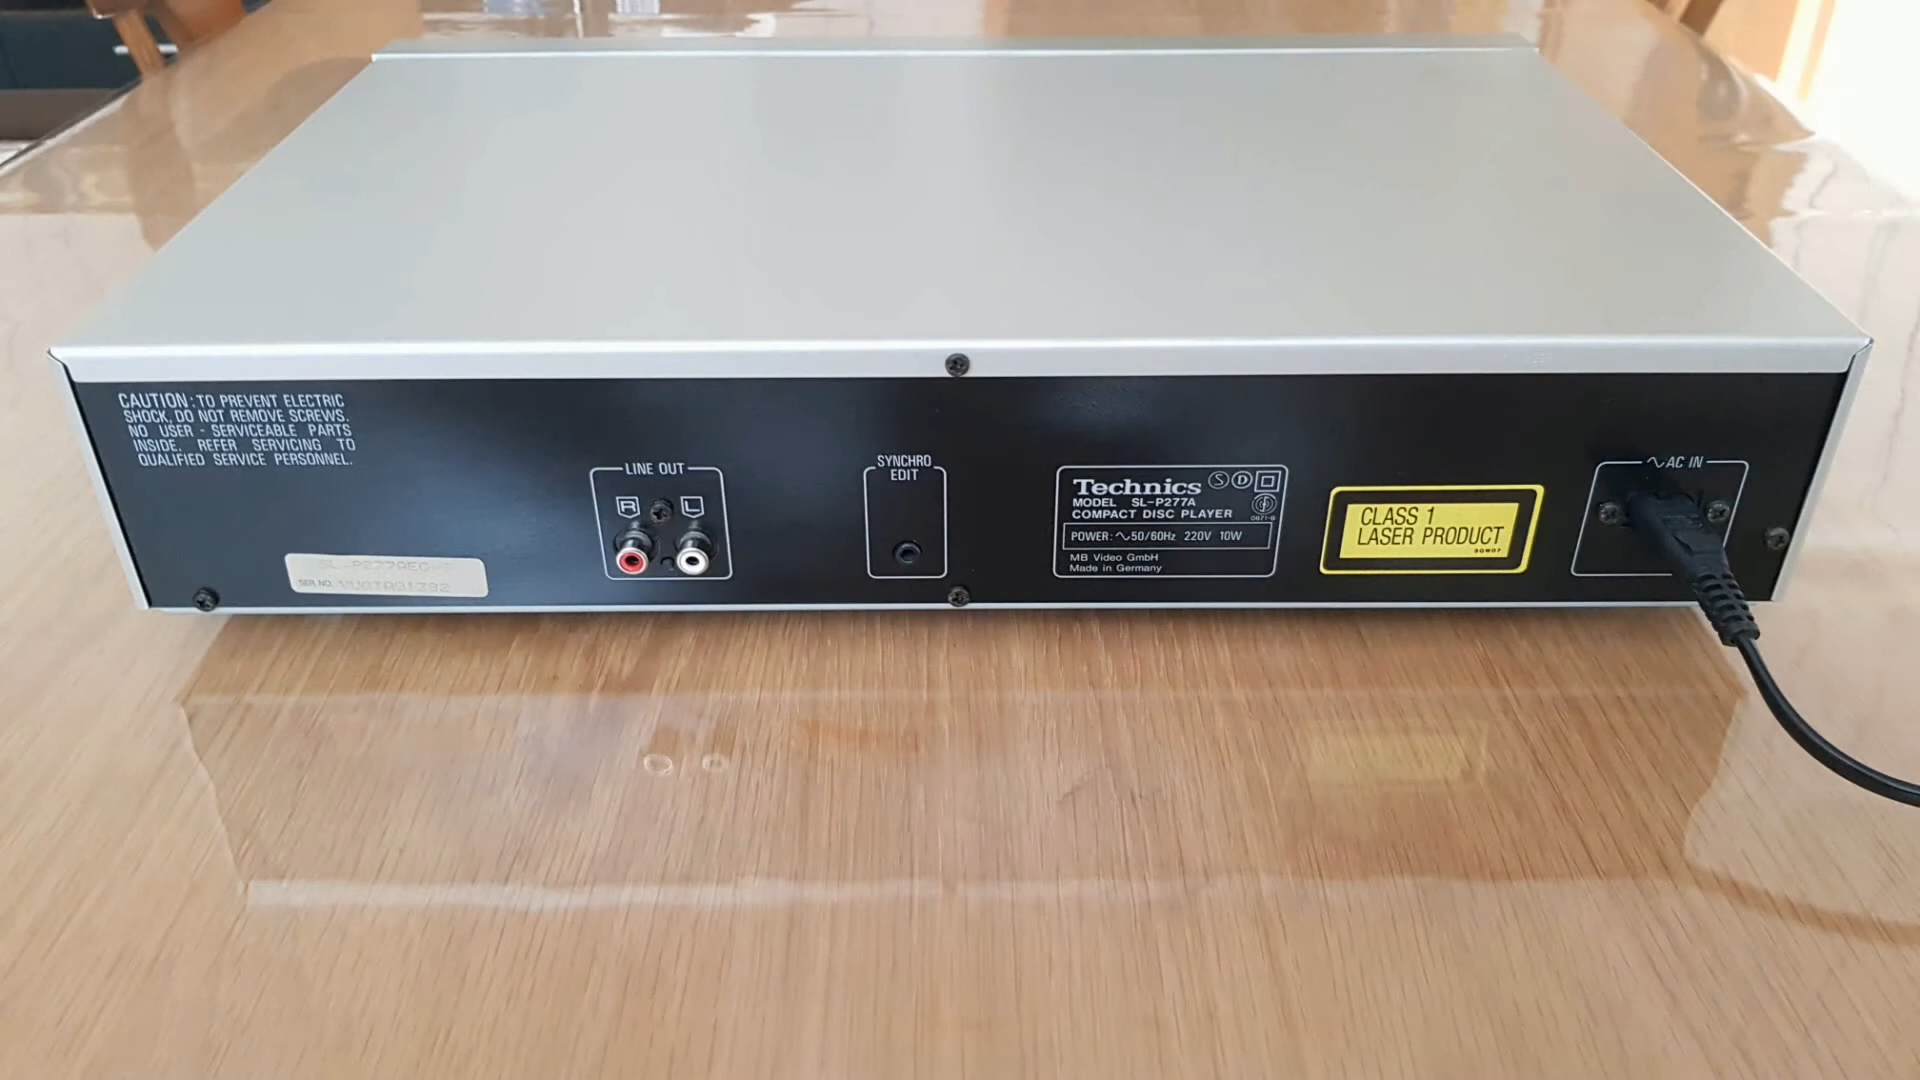 CAUTION: TO PREVENT ELECTRIC
SHOCK, DO NOT REMOVE SCREWS.
NO USER - SERVICEABLE PARTS
INSIDE. REFER SERVICING TO
QUALIFIED SERVICE PERSONNEL.
SER NO.
LINE OUT
R L
SYNCHRO
EDIT
Technics S D
MODEL SL-P277A
COMPACT DISC PLAYER
POWER: ∿50/60Hz 220V 10W
MB Video GmbH
Made in Germany
CLASS 1
LASER PRODUCT
∿AC IN